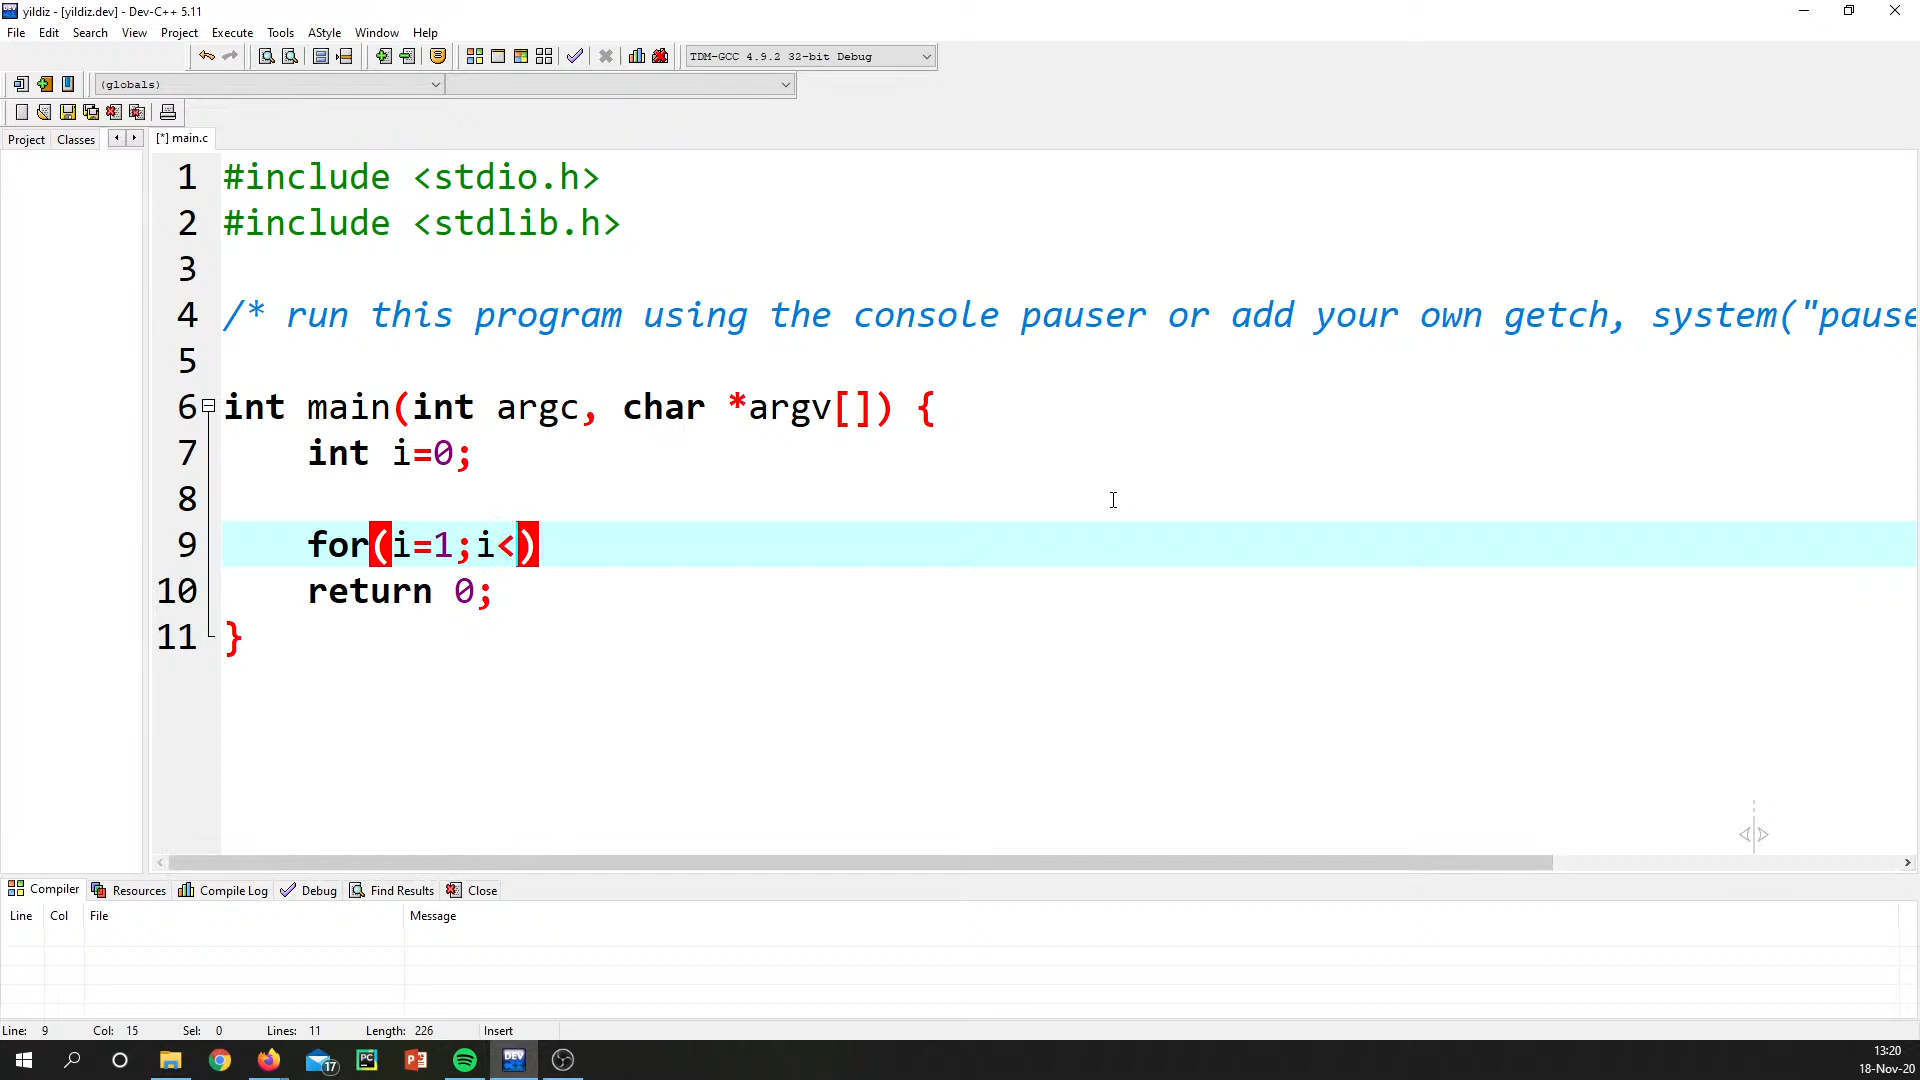 yildiz - [yildiz.dev] - Dev-C++ 5.11
File Edit Search View Project Execute Tools AStyle Window Help
TDM-GCC 4.9.2 32-bit Debug
(globals)
Project Classes [*] main.c
1 #include <stdio.h>
2 #include <stdlib.h>
3
4 /* run this program using the console pauser or add your own getch, system("pause
5
6 int main(int argc, char *argv[]) {
7 int i=0;
8
9 for(i=1;i<)
10 return 0;
11 }
Compiler Resources Compile Log Debug Find Results Close
Line Col File Message
Line: 9 Col: 15 Sel: 0 Lines: 11 Length: 226 Insert
DEV
17
PC
13:20
18-Nov-20